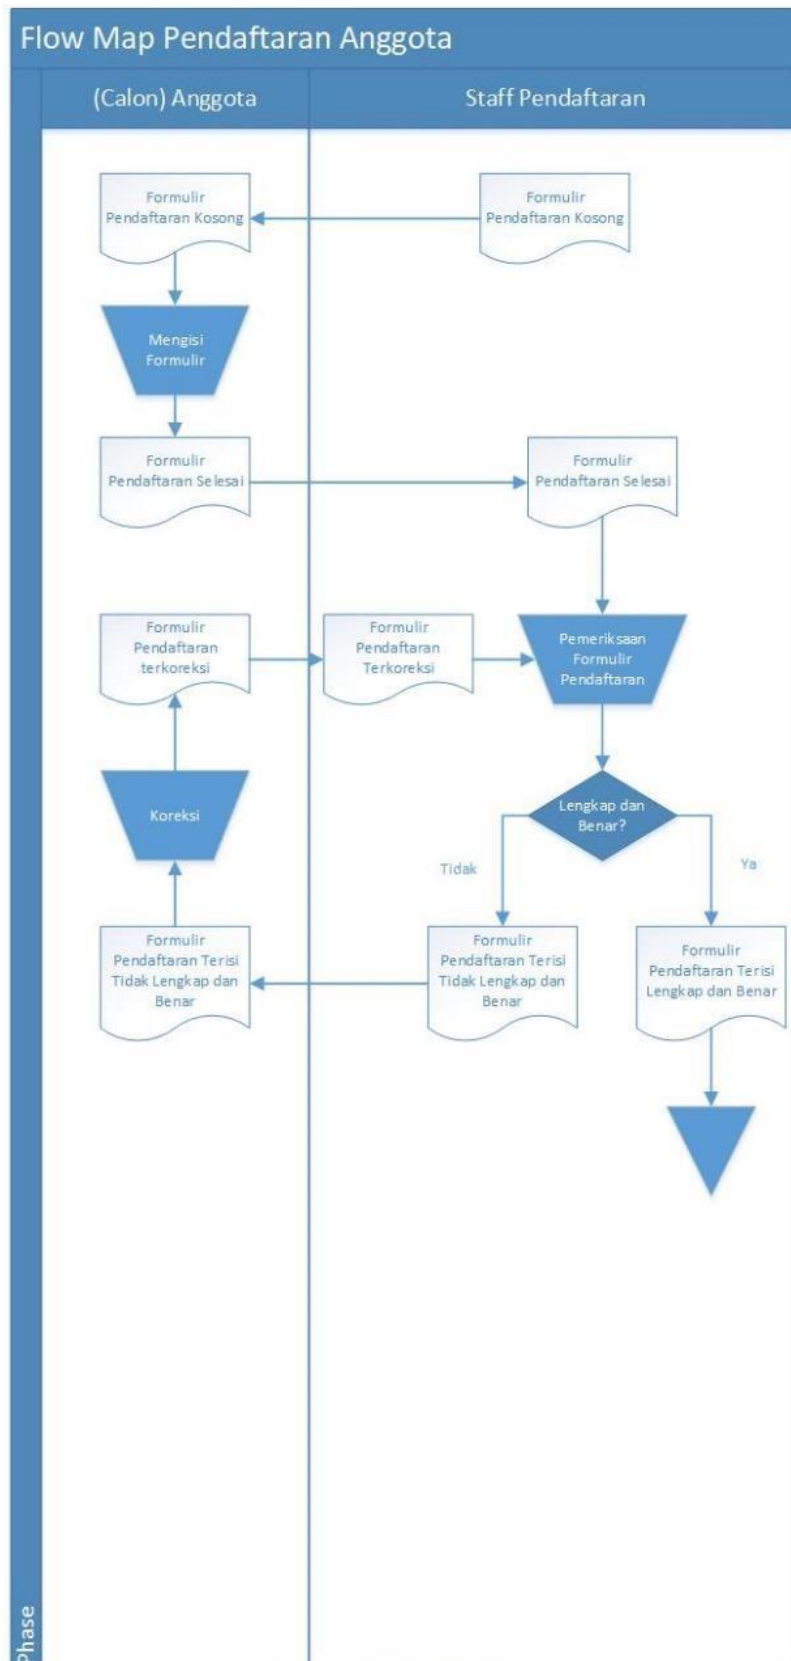 Flow Map Pendaftaran Anggota
(Calon) Anggota
Staff Pendaftaran
Formulir
Pendaftaran Kosong
Formulir
Pendaftaran Kosong
Mengisi
Formulir
Formulir
Pendaftaran Selesai
Formulir
Pendaftaran Selesai
Formulir
Pendaftaran
terkoreksi
Formulir
Pendaftaran
Terkoreksi
Pemeriksaan
Formulir
Pendaftaran
Koreksi
Lengkap dan
Benar?
Tidak
Ya
Formulir
Pendaftaran Terisi
Tidak Lengkap dan
Benar
Formulir
Pendaftaran Terisi
Tidak Lengkap dan
Benar
Formulir
Pendaftaran Terisi
Lengkap dan Benar
Phase